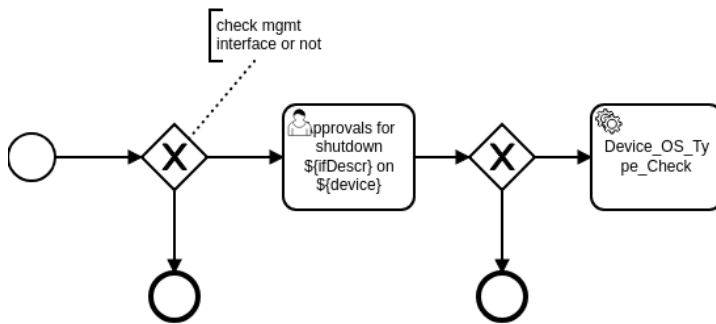 check mgmt
interface or not
pprovals for
shutdown
${ifDescr} on
${device}
Device_OS_Ty
pe_Check